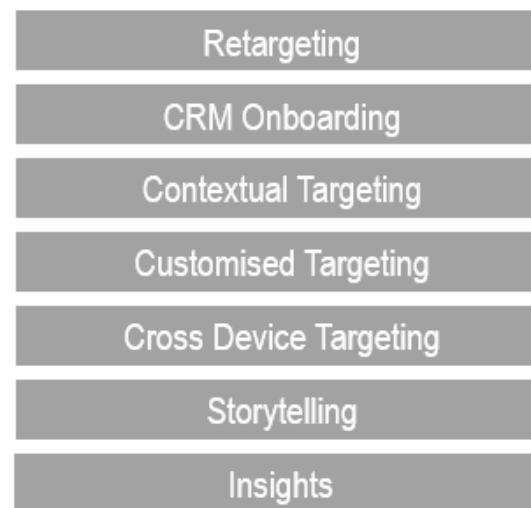 Retargeting
CRM Onboarding
Contextual Targeting
Customised Targeting
Cross Device Targeting
Storytelling
Insights